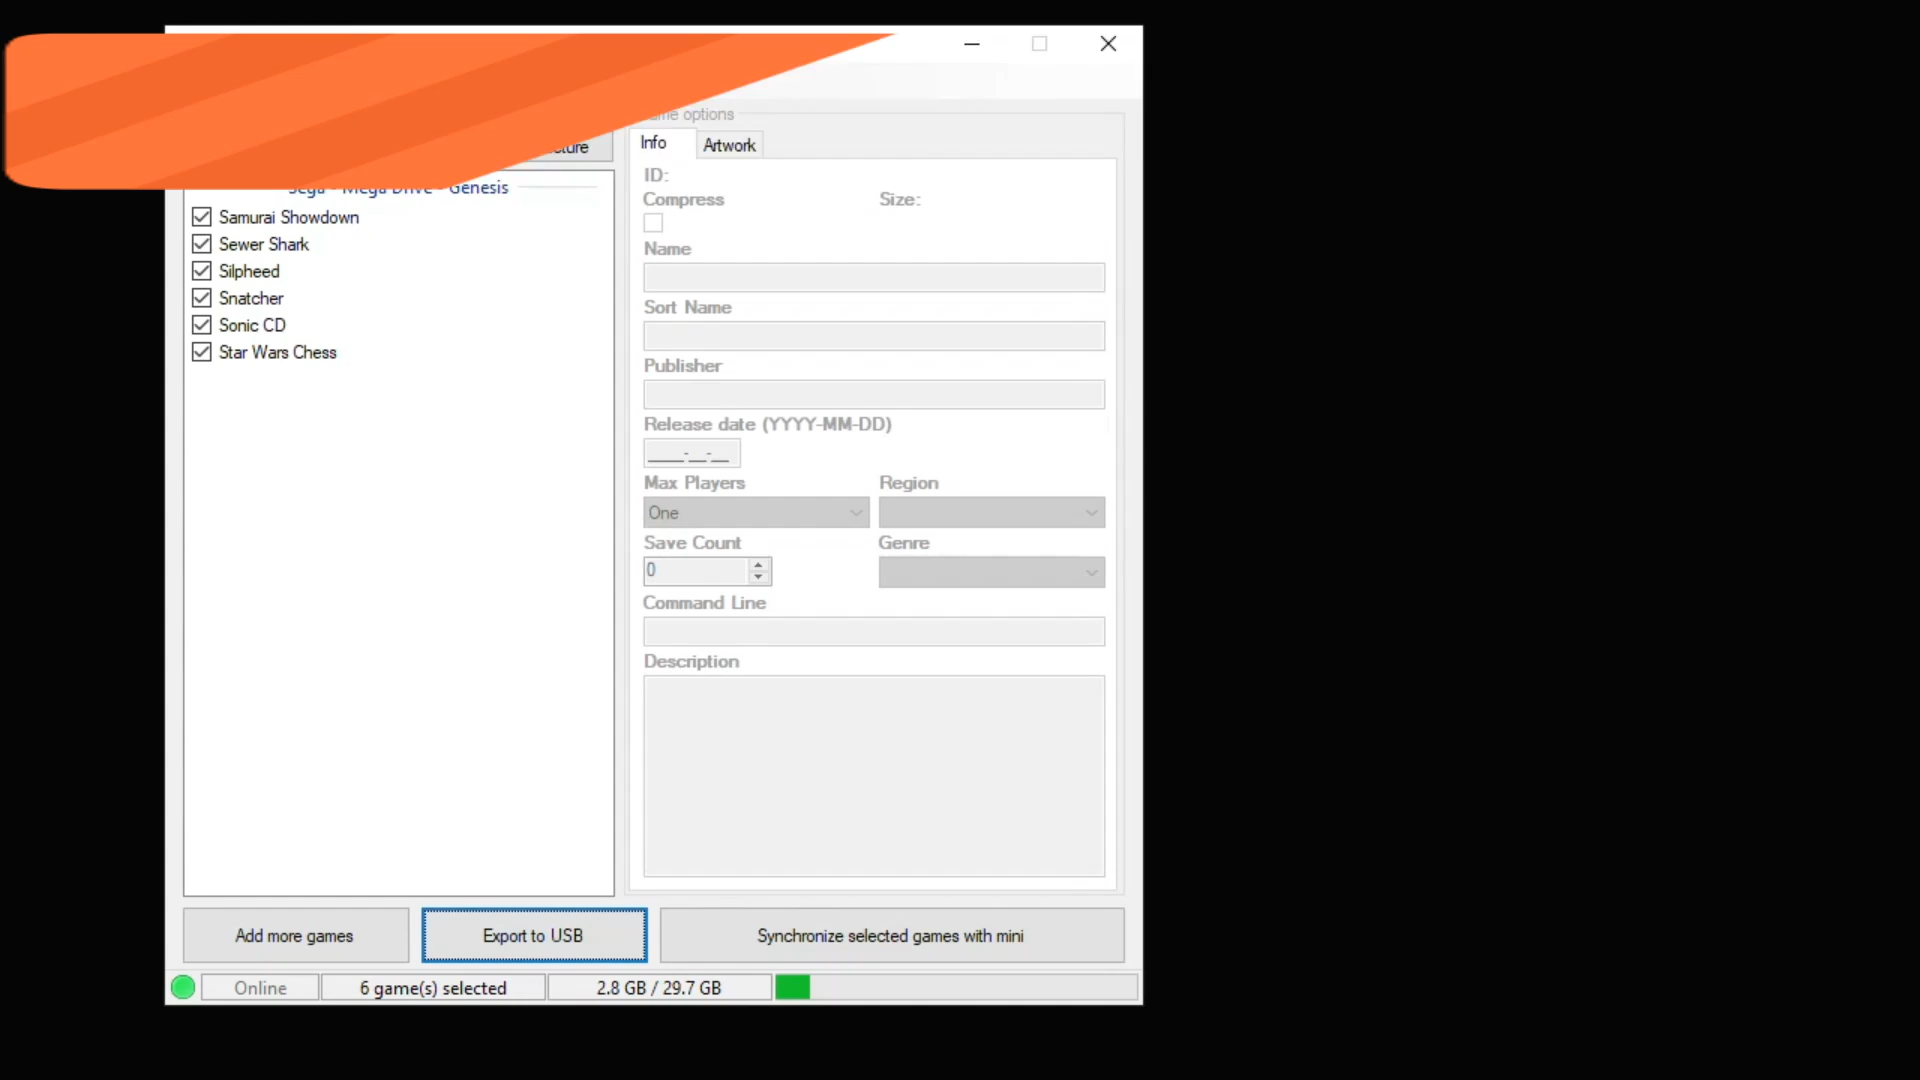 options
Info
Artwork
Sega - Mega Drive - Genesis
Samurai Showdown
Sewer Shark
Silpheed
Snatcher
Sonic CD
Star Wars Chess
ID:
Compress
Size:
Name
Sort Name
Publisher
Release date (YYYY-MM-DD)
____-__-__
Max Players
Region
One
Save Count
Genre
0
Command Line
Description
Add more games
Export to USB
Synchronize selected games with mini
Online
6 game(s) selected
2.8 GB / 29.7 GB